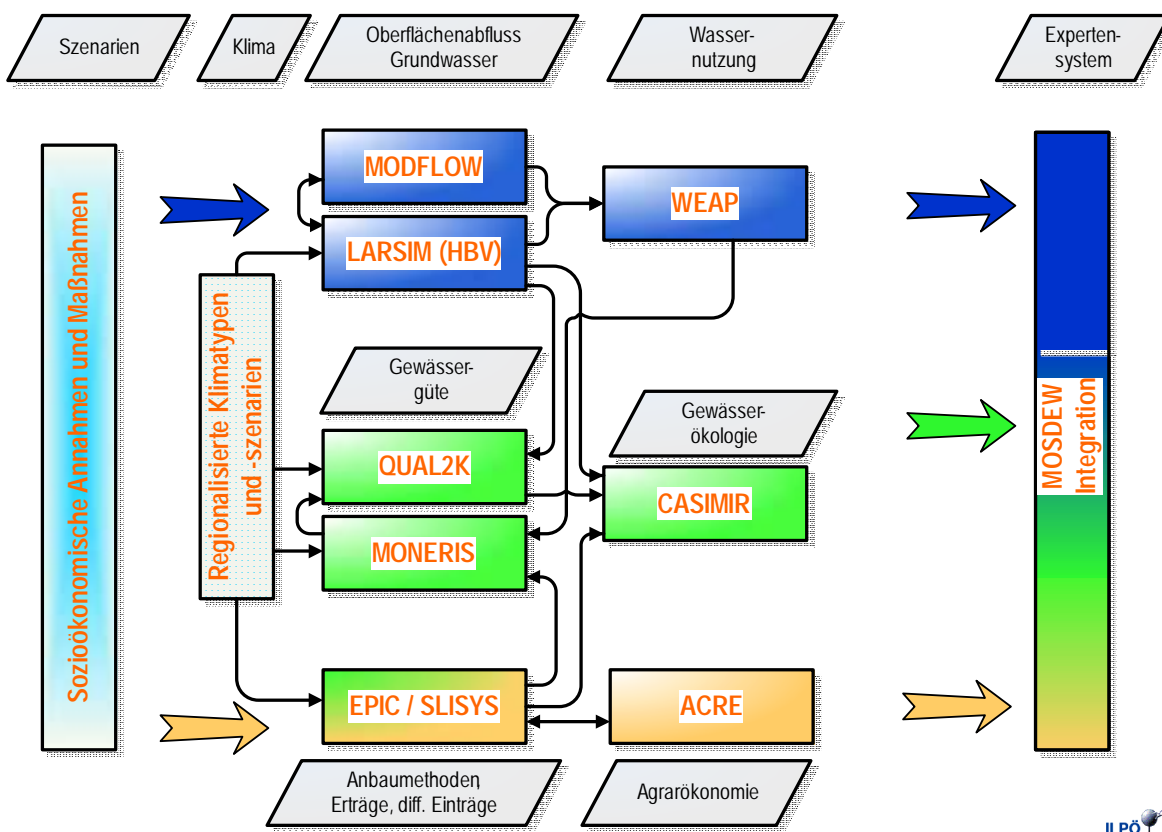 Szenarien
Klima
Oberflächenabfluss
Grundwasser
Wasser-
nutzung
Experten-
system
Sozioökonomische Annahmen und Maßnahmen
Regionalisierte Klimatypen
und -szenarien
MODFLOW
LARSIM (HBV)
WEAP
Gewässer-
güte
QUAL2K
MONERIS
Gewässer-
ökologie
CASIMIR
EPIC / SLISYS
ACRE
Anbaumethoden,
Erträge, diff. Einträge
Agrarökonomie
MOSDEW
Integration
ILPÖ